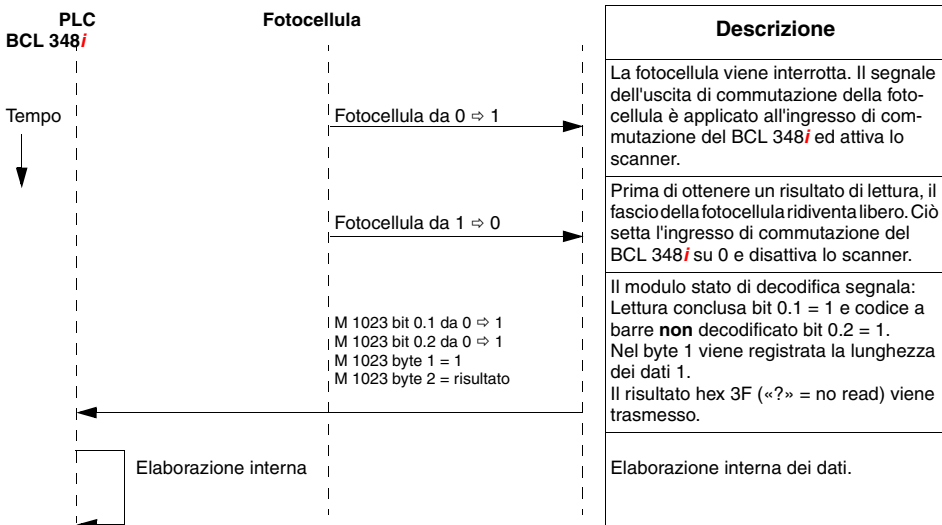 PLC
BCL 348i
Fotocellula
Tempo
Fotocellula da 0 ⇨ 1
Fotocellula da 1 ⇨ 0
M 1023 bit 0.1 da 0 ⇨ 1
M 1023 bit 0.2 da 0 ⇨ 1
M 1023 byte 1 = 1
M 1023 byte 2 = risultato
Elaborazione interna
Descrizione
La fotocellula viene interrotta. Il segnale
dell'uscita di commutazione della foto-
cellula è applicato all'ingresso di com-
mutazione del BCL 348i ed attiva lo
scanner.
Prima di ottenere un risultato di lettura, il
fascio della fotocellula ridiventa libero. Ciò
setta l'ingresso di commutazione del
BCL 348i su 0 e disattiva lo scanner.
Il modulo stato di decodifica segnala:
Lettura conclusa bit 0.1 = 1 e codice a
barre non decodificato bit 0.2 = 1.
Nel byte 1 viene registrata la lunghezza
dei dati 1.
Il risultato hex 3F («?» = no read) viene
trasmesso.
Elaborazione interna dei dati.